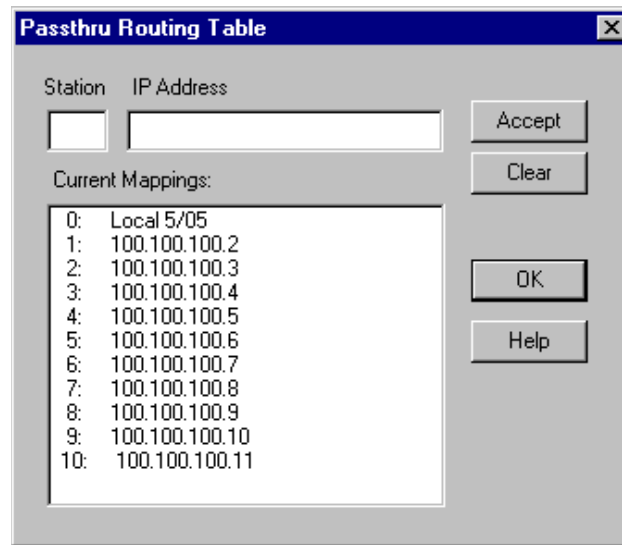 Passthru Routing Table
Station IP Address
Accept
Clear
Current Mappings:
0: Local 5/05
1: 100.100.100.2
2: 100.100.100.3
3: 100.100.100.4
4: 100.100.100.5
5: 100.100.100.6
6: 100.100.100.7
7: 100.100.100.8
8: 100.100.100.9
9: 100.100.100.10
10: 100.100.100.11
OK
Help